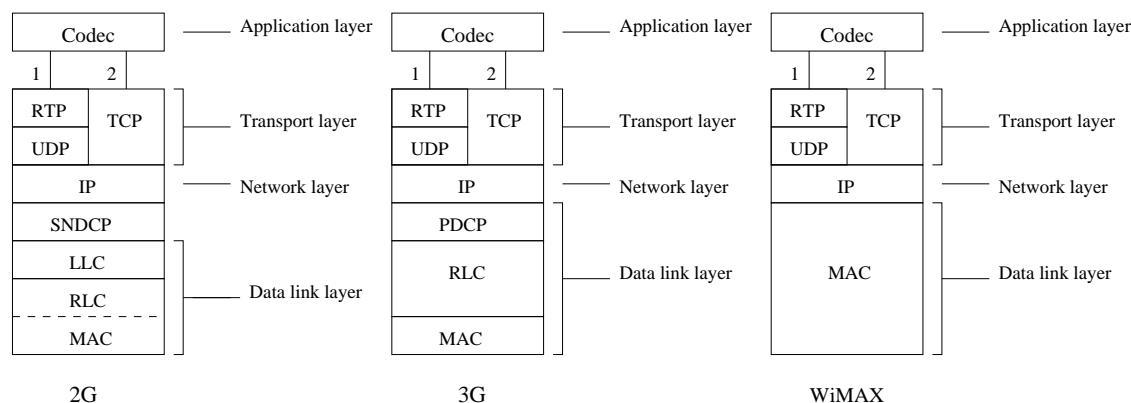 Codec
Application layer
1
2
RTP
TCP
UDP
Transport layer
IP
Network layer
SNDCP
LLC
RLC
MAC
Data link layer
2G
Codec
Application layer
1
2
RTP
TCP
UDP
Transport layer
IP
Network layer
PDCP
RLC
MAC
Data link layer
3G
Codec
Application layer
1
2
RTP
TCP
UDP
Transport layer
IP
Network layer
MAC
Data link layer
WiMAX